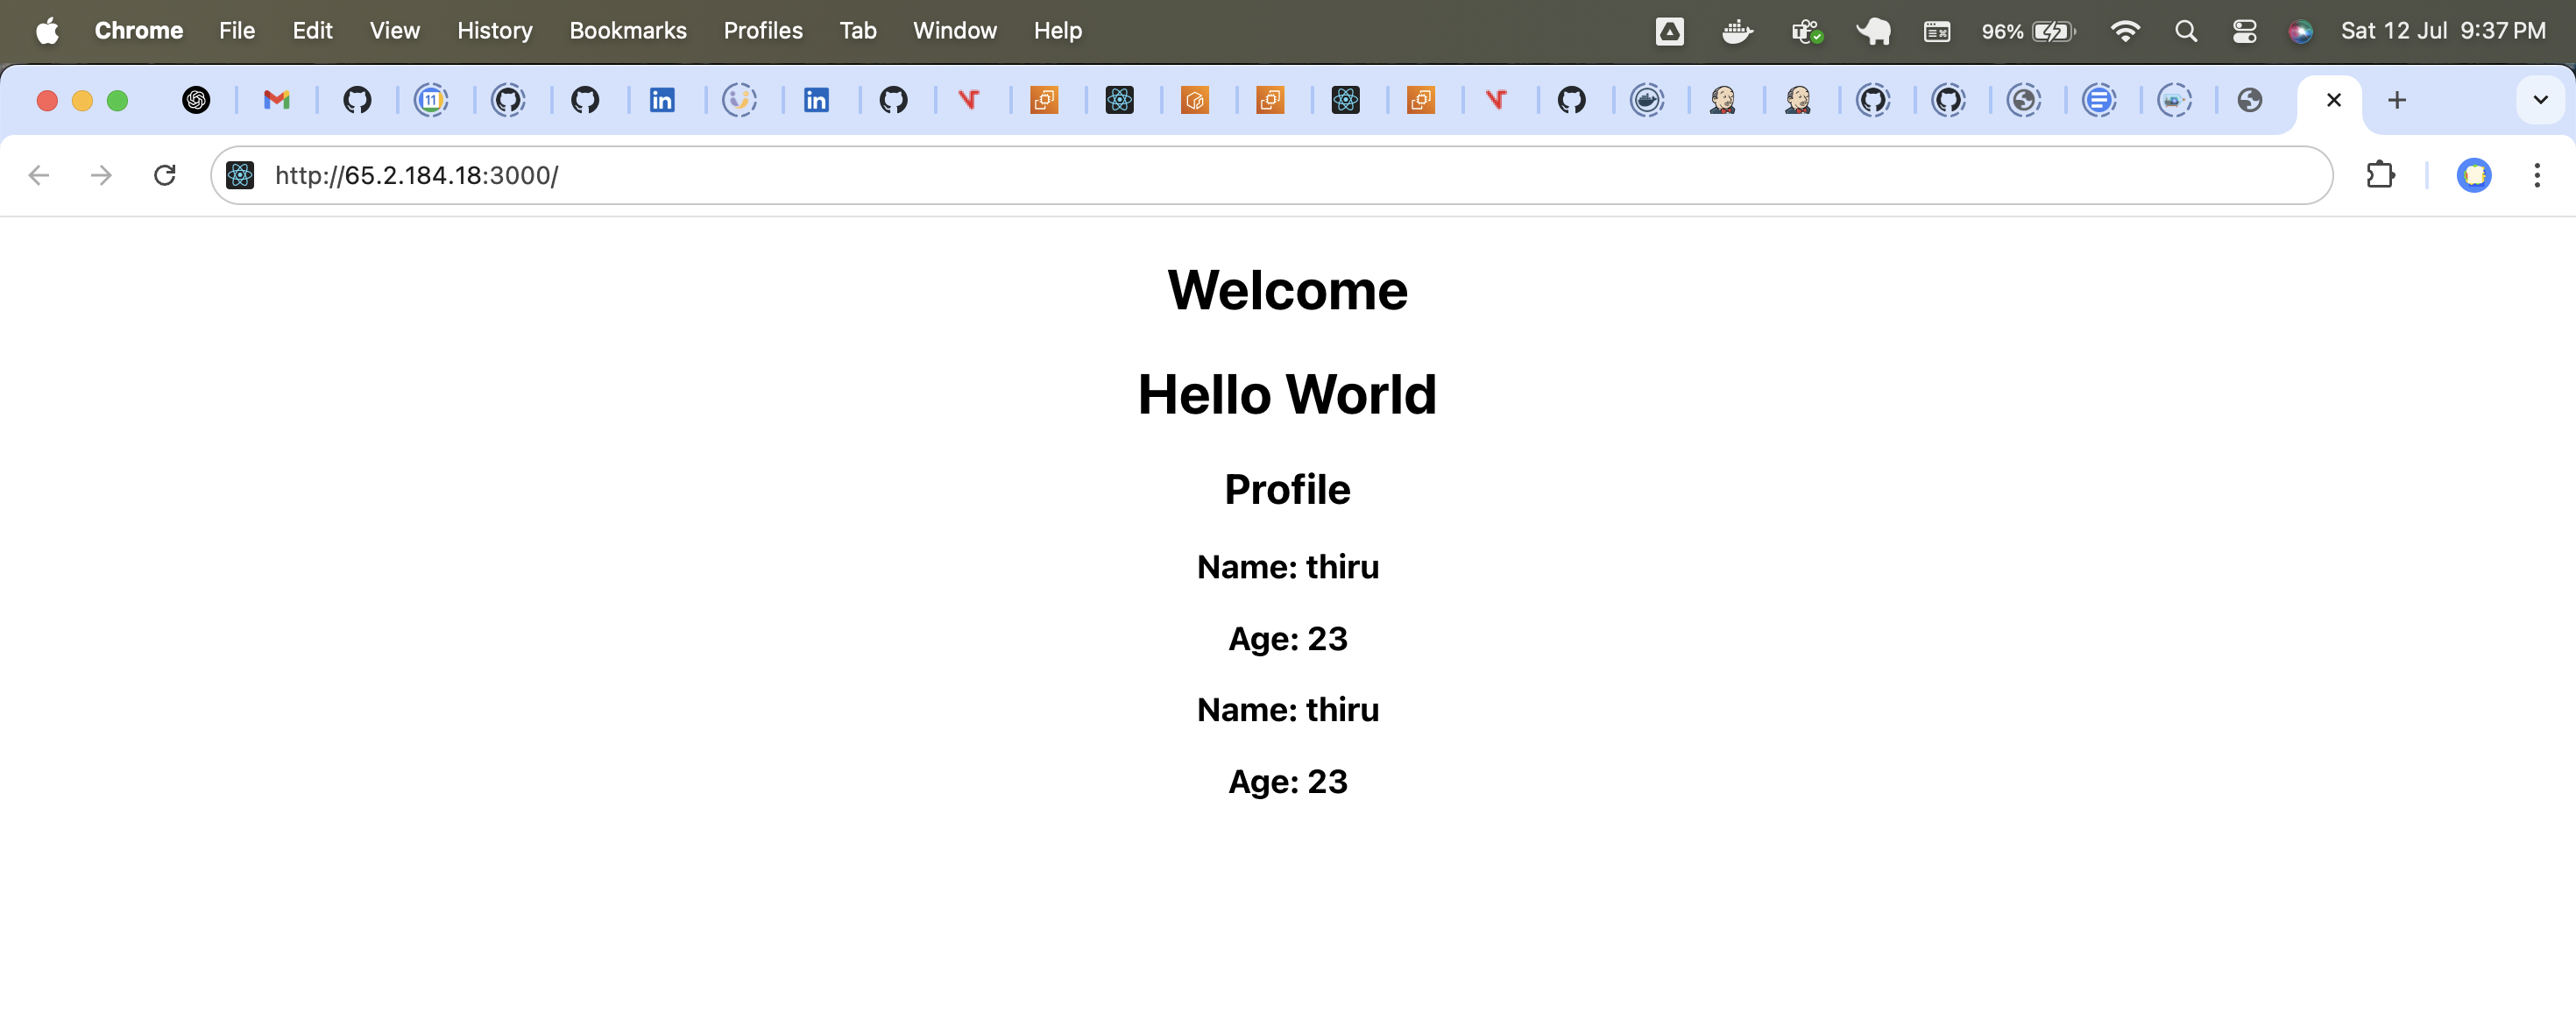 Chrome File Edit View History Bookmarks Profiles Tab Window Help 96% Sat 12 Jul 9:37 PM
11
http://65.2.184.18:3000/
Welcome
Hello World
Profile
Name: thiru
Age: 23
Name: thiru
Age: 23